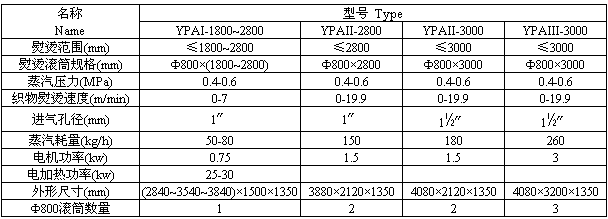 名称 型号 Type
Name YPAI-1800~2800 YPAII-2800 YPAII-3000 YPAIII-3000
熨烫范围(mm) ≤1800~2800 ≤2800 ≤3000 ≤3000
熨烫滚筒规格(mm) Φ800×(1800~2800) Φ800×2800 Φ800×3000 Φ800×3000
蒸汽压力(MPa) 0.4-0.6 0.4-0.6 0.4-0.6 0.4-0.6
织物熨烫速度(m/min) 0-7 0-19.9 0-19.9 0-19.9
进气孔径(mm) 1″ 1″ 1½″ 1½″
蒸汽耗量(kg/h) 50-80 150 180 260
电机功率(kw) 0.75 1.5 1.5 3
电加热功率(kw) 25-30
外形尺寸(mm) (2840~3540~3840)×1500×1350 3880×2120×1350 4080×2120×1350 4080×3200×1350
Φ800滚筒数量 1 2 2 3